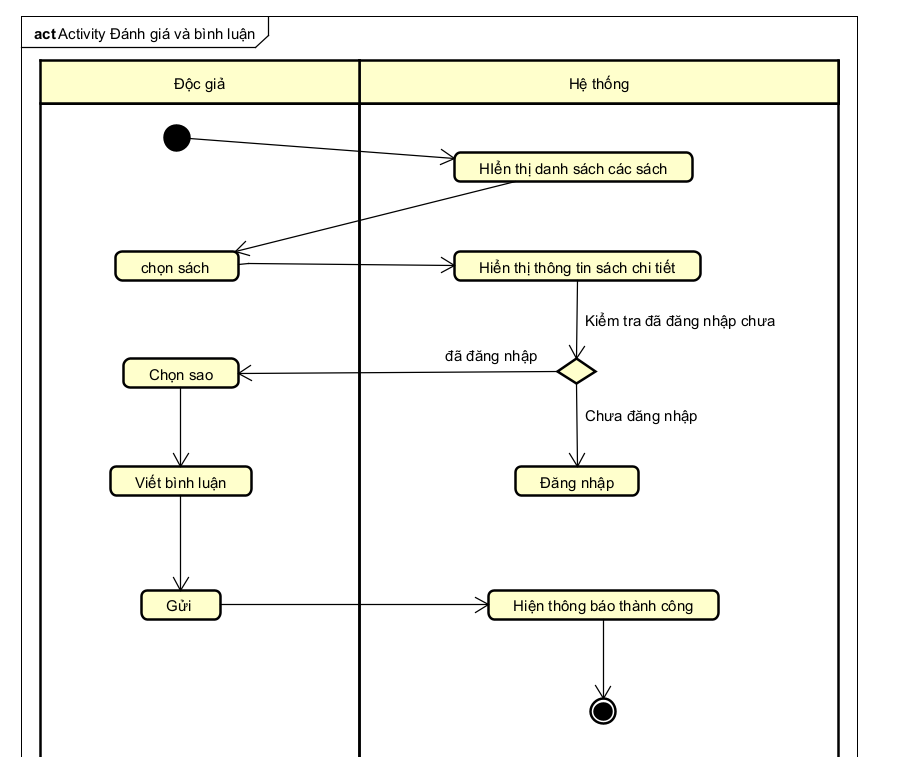 act Activity Đánh giá và bình luận
Độc giả
Hệ thống
HIển thị danh sách các sách
chọn sách
Hiển thị thông tin sách chi tiết
Kiểm tra đã đăng nhập chưa
đã đăng nhập
Chọn sao
Chưa đăng nhập
Viết bình luận
Đăng nhập
Gửi
Hiện thông báo thành công